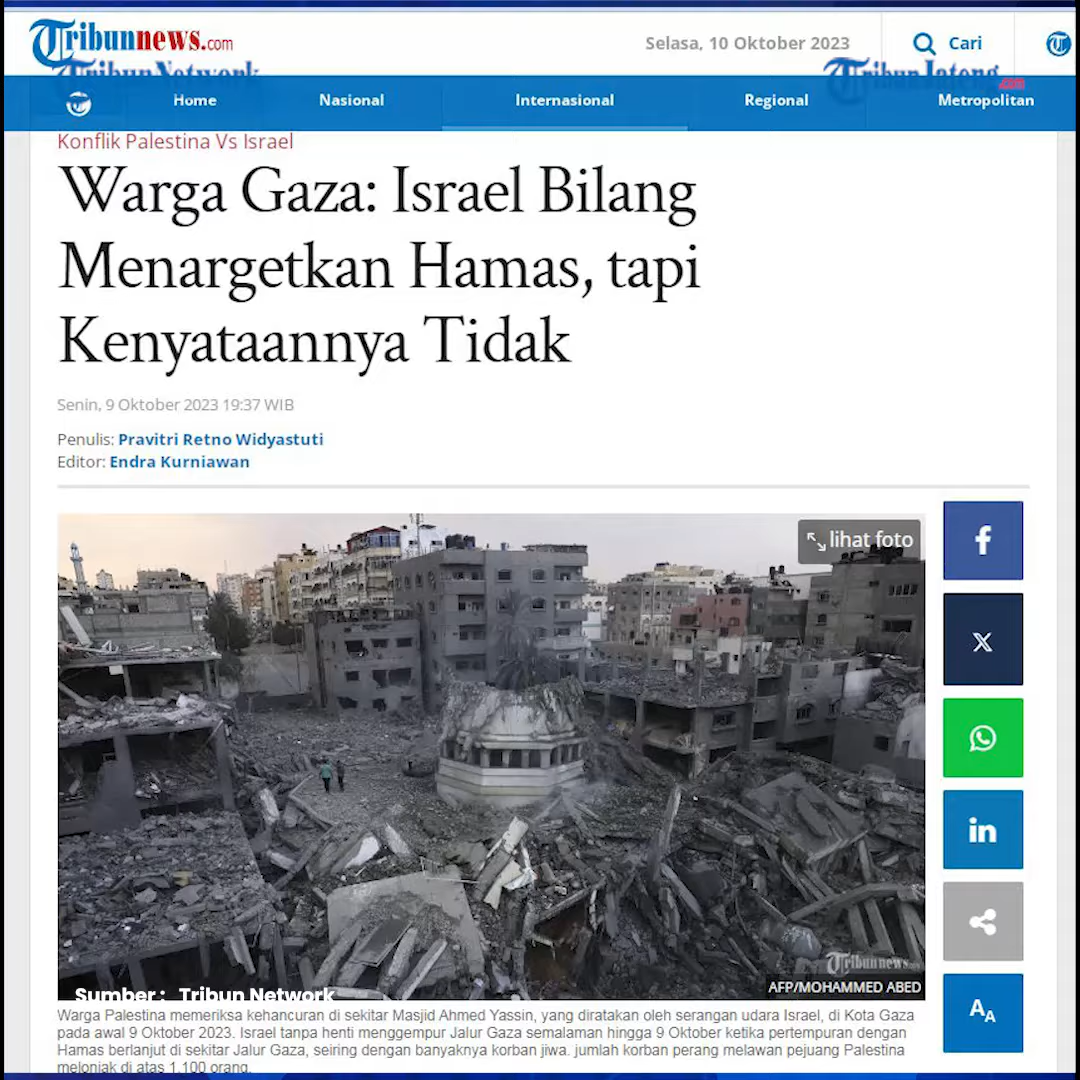 Tribunnews.com
Selasa, 10 Oktober 2023
Cari
TribunNetwork
TribunJateng.com
Home
Nasional
Internasional
Regional
Metropolitan
Konflik Palestina Vs Israel
Warga Gaza: Israel Bilang
Menargetkan Hamas, tapi
Kenyataannya Tidak
Senin, 9 Oktober 2023 19:37 WIB
Penulis: Pravitri Retno Widyastuti
Editor: Endra Kurniawan
lihat foto
Tribunnews.com
AFP/MOHAMMED ABED
Sumber : Tribun Network
Warga Palestina memeriksa kehancuran di sekitar Masjid Ahmed Yassin, yang diratakan oleh serangan udara Israel, di Kota Gaza
pada awal 9 Oktober 2023. Israel tanpa henti menggempur Jalur Gaza semalaman hingga 9 Oktober ketika pertempuran dengan
Hamas berlanjut di sekitar Jalur Gaza, seiring dengan banyaknya korban jiwa. jumlah korban perang melawan pejuang Palestina
melonjak di atas 1.100 orang.